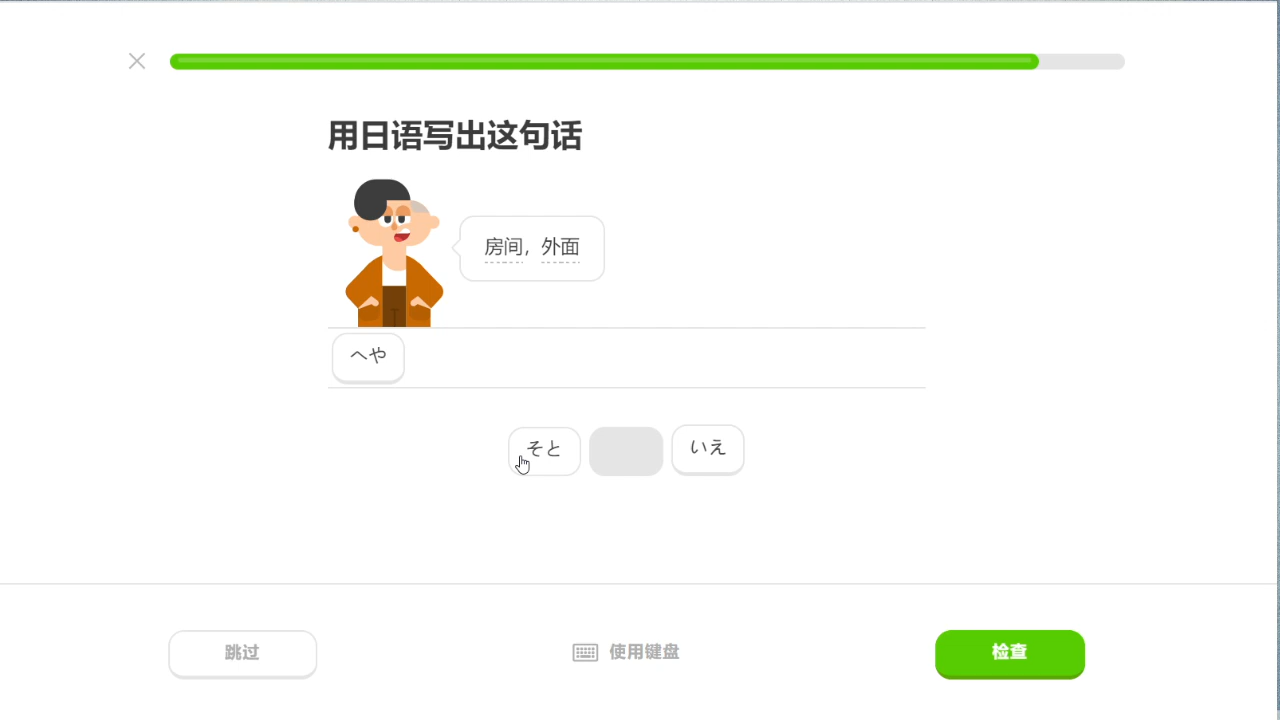 用日语写出这句话
房间，外面
へや
そと
いえ
跳过
使用键盘
检查